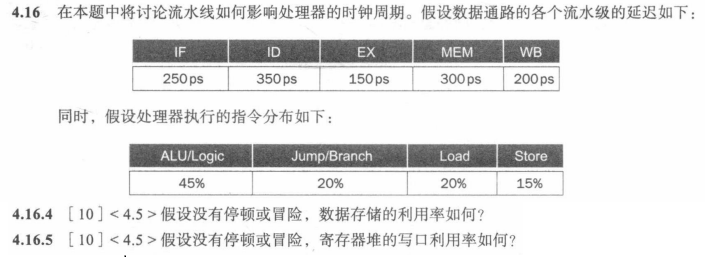 4.16 在本题中将讨论流水线如何影响处理器的时钟周期。假设数据通路的各个流水级的延迟如下：
IF ID EX MEM WB
250ps 350ps 150ps 300ps 200ps
同时，假设处理器执行的指令分布如下：
ALU/Logic Jump/Branch Load Store
45% 20% 20% 15%
4.16.4 ［10］<4.5>假设没有停顿或冒险，数据存储的利用率如何？
4.16.5 ［10］<4.5>假设没有停顿或冒险，寄存器堆的写口利用率如何？